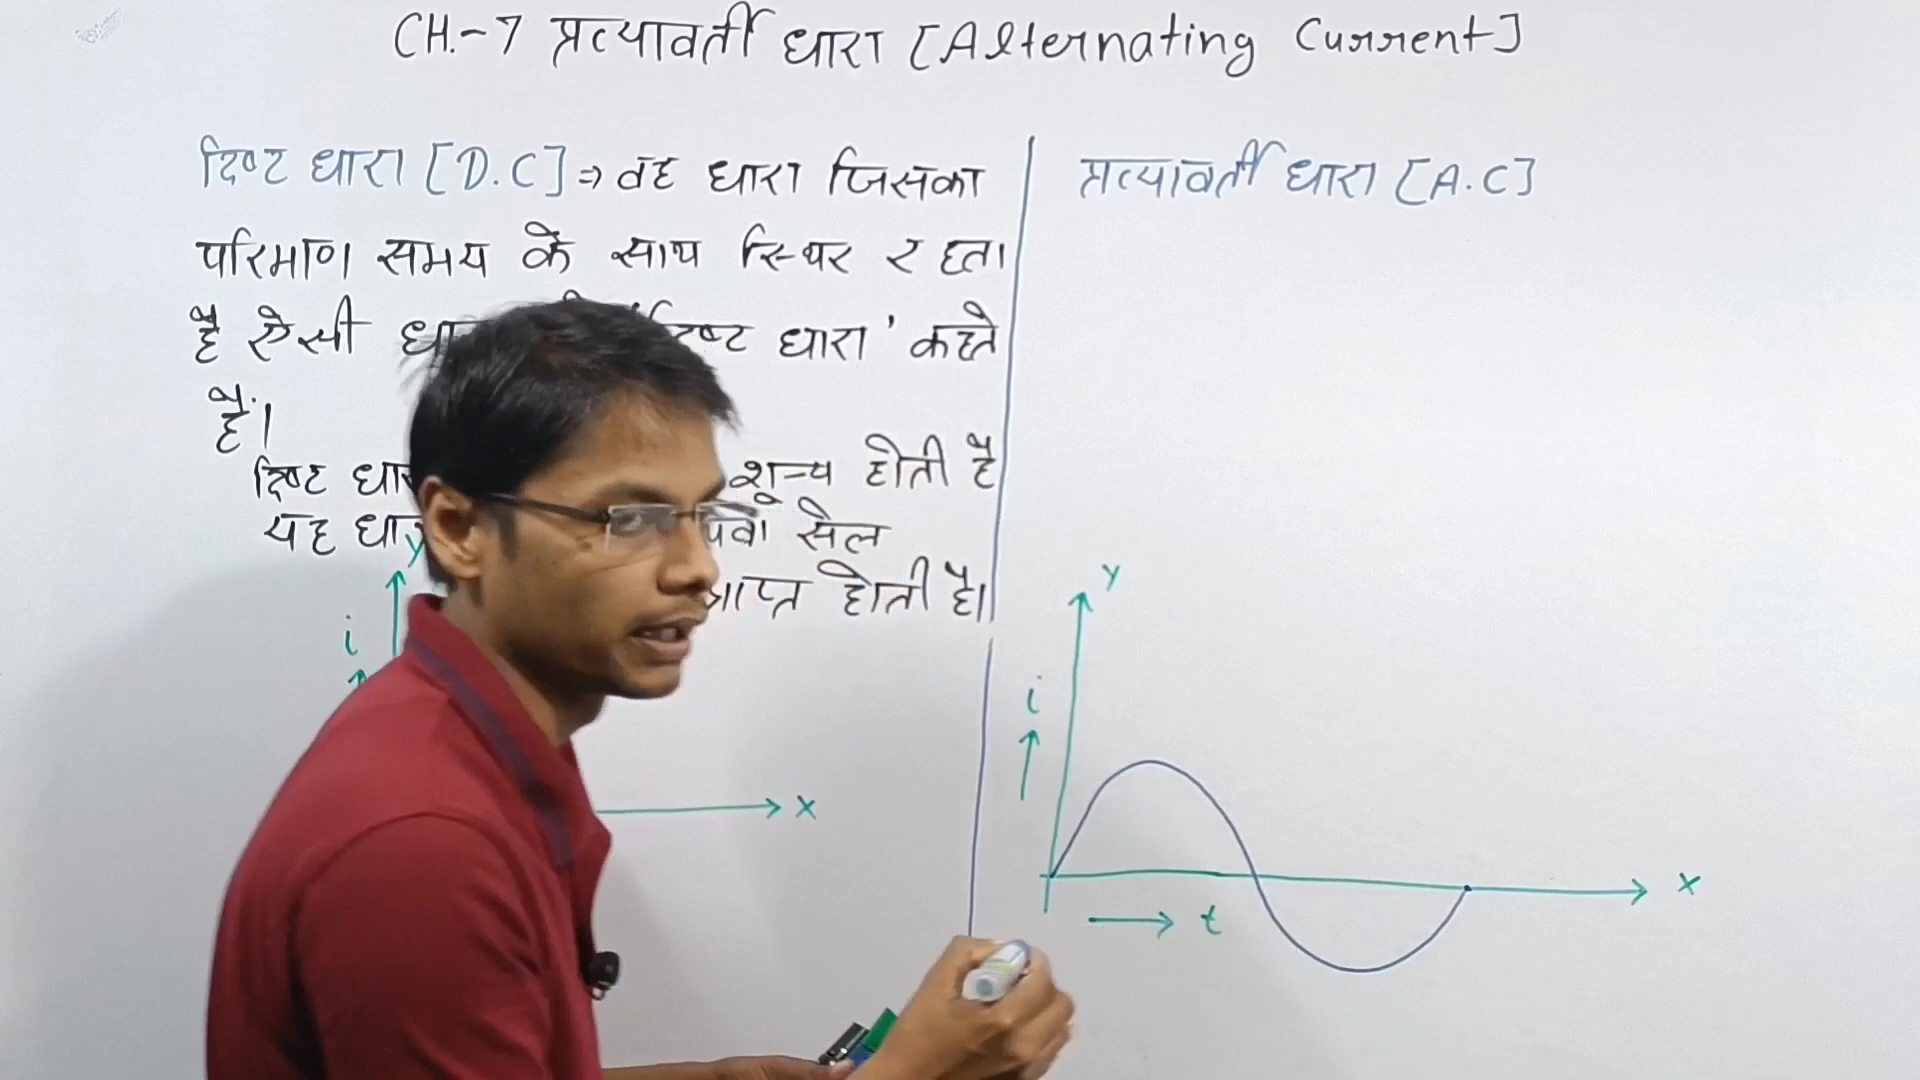 CH.-7 प्रत्यावर्ती धारा [Alternating Current]
दिष्ट धारा [D.C] ⇒ वह धारा जिसका
परिमाण समय के साथ स्थिर रहता
है ऐसी दिष्ट धारा' कहते
हैं।
दिष्ट शून्य होती है
यह सेल
प्राप्त होती है।
y
i
x
प्रत्यावर्ती धारा [A.C]
y
i
x
t